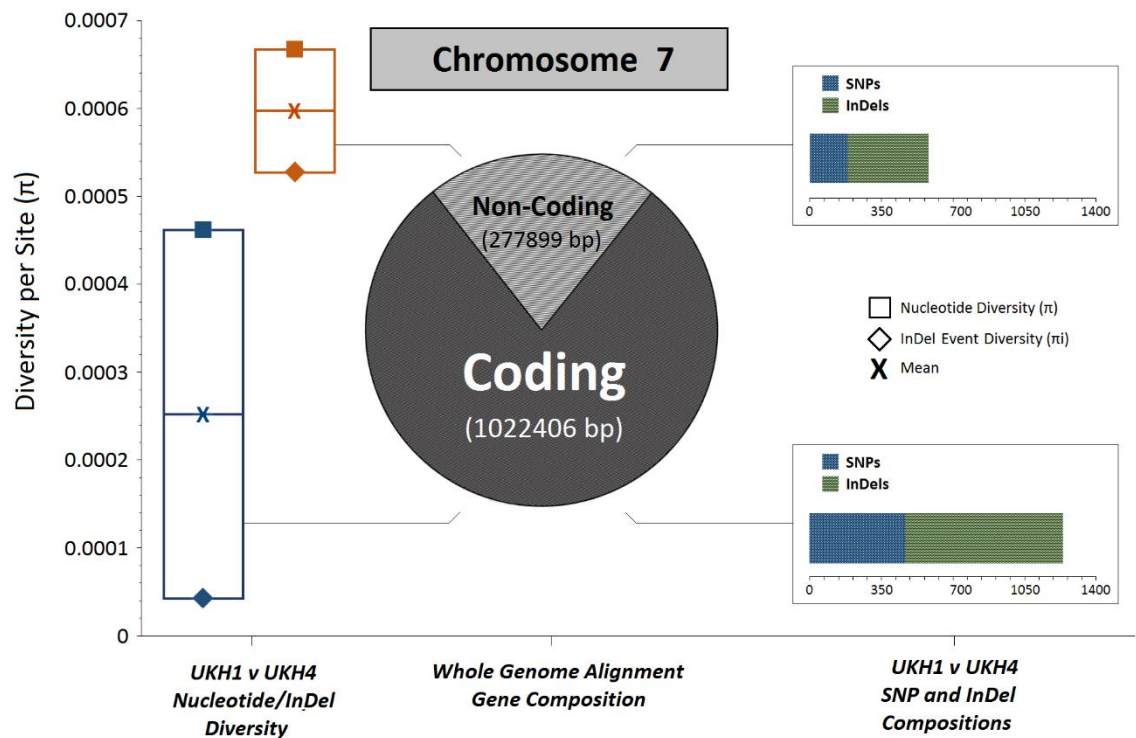 Chromosome 7
Diversity per Site (π)
0.0007
0.0006
0.0005
0.0004
0.0003
0.0002
0.0001
0
X
X
Non-Coding
(277899 bp)
Coding
(1022406 bp)
SNPs
InDels
0 350 700 1050 1400
Nucleotide Diversity (π)
InDel Event Diversity (πi)
X Mean
SNPs
InDels
0 350 700 1050 1400
UKH1 v UKH4
Nucleotide/InDel
Diversity
Whole Genome Alignment
Gene Composition
UKH1 v UKH4
SNP and InDel
Compositions